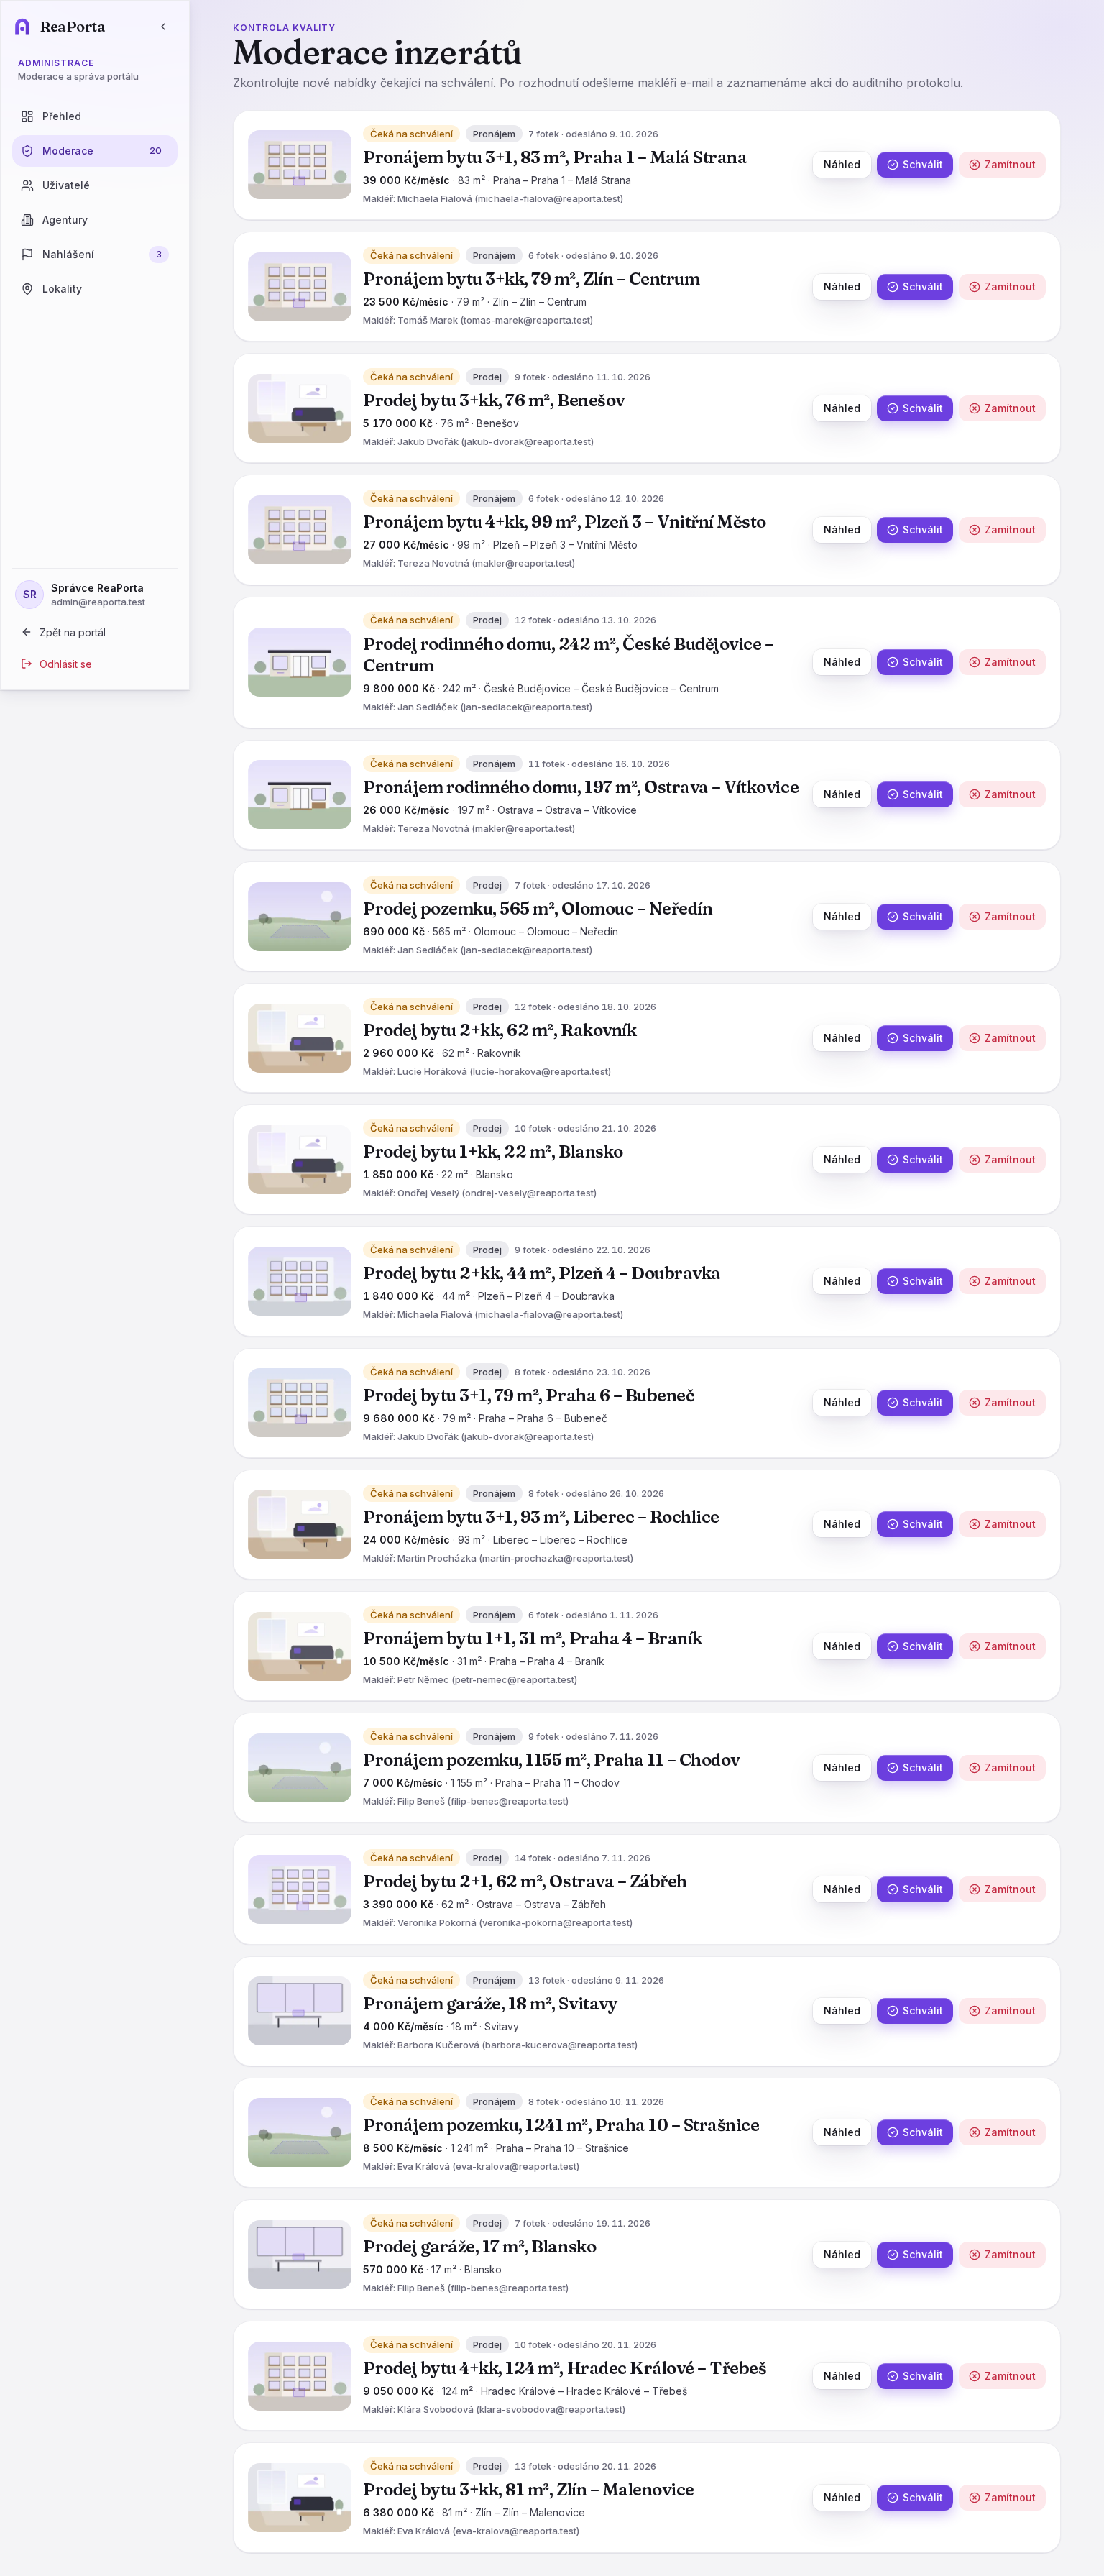 ReaPorta
ADMINISTRACE
Moderace a správa portálu
Přehled
Moderace 20
Uživatelé
Agentury
Nahlášení 3
Lokality
SR
Správce ReaPorta
admin@reaporta.test
Zpět na portál
Odhlásit se
KONTROLA KVALITY
Moderace inzerátů
Zkontrolujte nové nabídky čekající na schválení. Po rozhodnutí odešleme makléři e-mail a zaznamenáme akci do auditního protokolu.
Čeká na schválení Pronájem 7 fotek · odesláno 9. 10. 2026
Pronájem bytu 3+1, 83 m², Praha 1 – Malá Strana
39 000 Kč/měsíc · 83 m² · Praha – Praha 1 – Malá Strana
Makléř: Michaela Fialová (michaela-fialova@reaporta.test)
Náhled Schválit Zamítnout
Čeká na schválení Pronájem 6 fotek · odesláno 9. 10. 2026
Pronájem bytu 3+kk, 79 m², Zlín – Centrum
23 500 Kč/měsíc · 79 m² · Zlín – Zlín – Centrum
Makléř: Tomáš Marek (tomas-marek@reaporta.test)
Náhled Schválit Zamítnout
Čeká na schválení Prodej 9 fotek · odesláno 11. 10. 2026
Prodej bytu 3+kk, 76 m², Benešov
5 170 000 Kč · 76 m² · Benešov
Makléř: Jakub Dvořák (jakub-dvorak@reaporta.test)
Náhled Schválit Zamítnout
Čeká na schválení Pronájem 6 fotek · odesláno 12. 10. 2026
Pronájem bytu 4+kk, 99 m², Plzeň 3 – Vnitřní Město
27 000 Kč/měsíc · 99 m² · Plzeň – Plzeň 3 – Vnitřní Město
Makléř: Tereza Novotná (makler@reaporta.test)
Náhled Schválit Zamítnout
Čeká na schválení Prodej 12 fotek · odesláno 13. 10. 2026
Prodej rodinného domu, 242 m², České Budějovice –
Centrum
9 800 000 Kč · 242 m² · České Budějovice – České Budějovice – Centrum
Makléř: Jan Sedláček (jan-sedlacek@reaporta.test)
Náhled Schválit Zamítnout
Čeká na schválení Pronájem 11 fotek · odesláno 16. 10. 2026
Pronájem rodinného domu, 197 m², Ostrava – Vítkovice
26 000 Kč/měsíc · 197 m² · Ostrava – Ostrava – Vítkovice
Makléř: Tereza Novotná (makler@reaporta.test)
Náhled Schválit Zamítnout
Čeká na schválení Prodej 7 fotek · odesláno 17. 10. 2026
Prodej pozemku, 565 m², Olomouc – Neředín
690 000 Kč · 565 m² · Olomouc – Olomouc – Neředín
Makléř: Jan Sedláček (jan-sedlacek@reaporta.test)
Náhled Schválit Zamítnout
Čeká na schválení Prodej 12 fotek · odesláno 18. 10. 2026
Prodej bytu 2+kk, 62 m², Rakovník
2 960 000 Kč · 62 m² · Rakovník
Makléř: Lucie Horáková (lucie-horakova@reaporta.test)
Náhled Schválit Zamítnout
Čeká na schválení Prodej 10 fotek · odesláno 21. 10. 2026
Prodej bytu 1+kk, 22 m², Blansko
1 850 000 Kč · 22 m² · Blansko
Makléř: Ondřej Veselý (ondrej-vesely@reaporta.test)
Náhled Schválit Zamítnout
Čeká na schválení Prodej 9 fotek · odesláno 22. 10. 2026
Prodej bytu 2+kk, 44 m², Plzeň 4 – Doubravka
1 840 000 Kč · 44 m² · Plzeň – Plzeň 4 – Doubravka
Makléř: Michaela Fialová (michaela-fialova@reaporta.test)
Náhled Schválit Zamítnout
Čeká na schválení Prodej 8 fotek · odesláno 23. 10. 2026
Prodej bytu 3+1, 79 m², Praha 6 – Bubeneč
9 680 000 Kč · 79 m² · Praha – Praha 6 – Bubeneč
Makléř: Jakub Dvořák (jakub-dvorak@reaporta.test)
Náhled Schválit Zamítnout
Čeká na schválení Pronájem 8 fotek · odesláno 26. 10. 2026
Pronájem bytu 3+1, 93 m², Liberec – Rochlice
24 000 Kč/měsíc · 93 m² · Liberec – Liberec – Rochlice
Makléř: Martin Procházka (martin-prochazka@reaporta.test)
Náhled Schválit Zamítnout
Čeká na schválení Pronájem 6 fotek · odesláno 1. 11. 2026
Pronájem bytu 1+1, 31 m², Praha 4 – Braník
10 500 Kč/měsíc · 31 m² · Praha – Praha 4 – Braník
Makléř: Petr Němec (petr-nemec@reaporta.test)
Náhled Schválit Zamítnout
Čeká na schválení Pronájem 9 fotek · odesláno 7. 11. 2026
Pronájem pozemku, 1155 m², Praha 11 – Chodov
7 000 Kč/měsíc · 1 155 m² · Praha – Praha 11 – Chodov
Makléř: Filip Beneš (filip-benes@reaporta.test)
Náhled Schválit Zamítnout
Čeká na schválení Prodej 14 fotek · odesláno 7. 11. 2026
Prodej bytu 2+1, 62 m², Ostrava – Zábřeh
3 390 000 Kč · 62 m² · Ostrava – Ostrava – Zábřeh
Makléř: Veronika Pokorná (veronika-pokorna@reaporta.test)
Náhled Schválit Zamítnout
Čeká na schválení Pronájem 13 fotek · odesláno 9. 11. 2026
Pronájem garáže, 18 m², Svitavy
4 000 Kč/měsíc · 18 m² · Svitavy
Makléř: Barbora Kučerová (barbora-kucerova@reaporta.test)
Náhled Schválit Zamítnout
Čeká na schválení Pronájem 8 fotek · odesláno 10. 11. 2026
Pronájem pozemku, 1241 m², Praha 10 – Strašnice
8 500 Kč/měsíc · 1 241 m² · Praha – Praha 10 – Strašnice
Makléř: Eva Králová (eva-kralova@reaporta.test)
Náhled Schválit Zamítnout
Čeká na schválení Prodej 7 fotek · odesláno 19. 11. 2026
Prodej garáže, 17 m², Blansko
570 000 Kč · 17 m² · Blansko
Makléř: Filip Beneš (filip-benes@reaporta.test)
Náhled Schválit Zamítnout
Čeká na schválení Prodej 10 fotek · odesláno 20. 11. 2026
Prodej bytu 4+kk, 124 m², Hradec Králové – Třebeš
9 050 000 Kč · 124 m² · Hradec Králové – Hradec Králové – Třebeš
Makléř: Klára Svobodová (klara-svobodova@reaporta.test)
Náhled Schválit Zamítnout
Čeká na schválení Prodej 13 fotek · odesláno 20. 11. 2026
Prodej bytu 3+kk, 81 m², Zlín – Malenovice
6 380 000 Kč · 81 m² · Zlín – Zlín – Malenovice
Makléř: Eva Králová (eva-kralova@reaporta.test)
Náhled Schválit Zamítnout